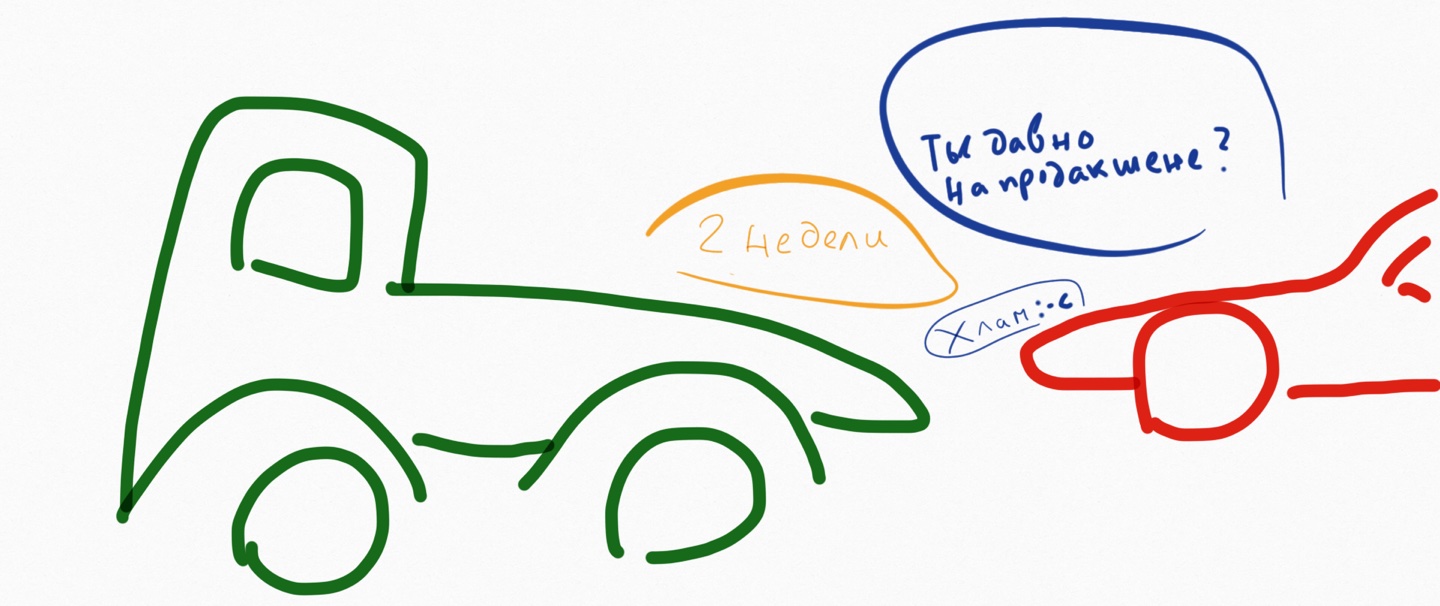 Ты давно
на продакшене?
2 недели
Хлам :-с